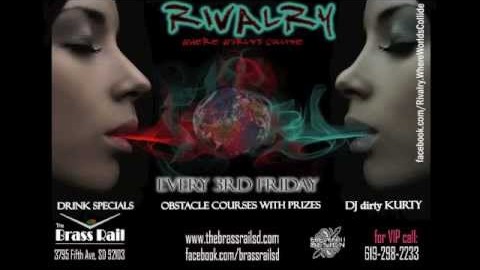 RIVALRY
WHERE WORLDS COLLIDE
facebook.com/Rivalry.WhereWorldsCollide
EVERY 3RD FRIDAY
DRINK SPECIALS
OBSTACLE COURSES WITH PRIZES
DJ dirty KURTY
The
Brass Rail
3795 Fifth Ave, SD 92103
www.thebrassrailsd.com
facebook.com/brassrailsd
for VIP call:
619-298-2233